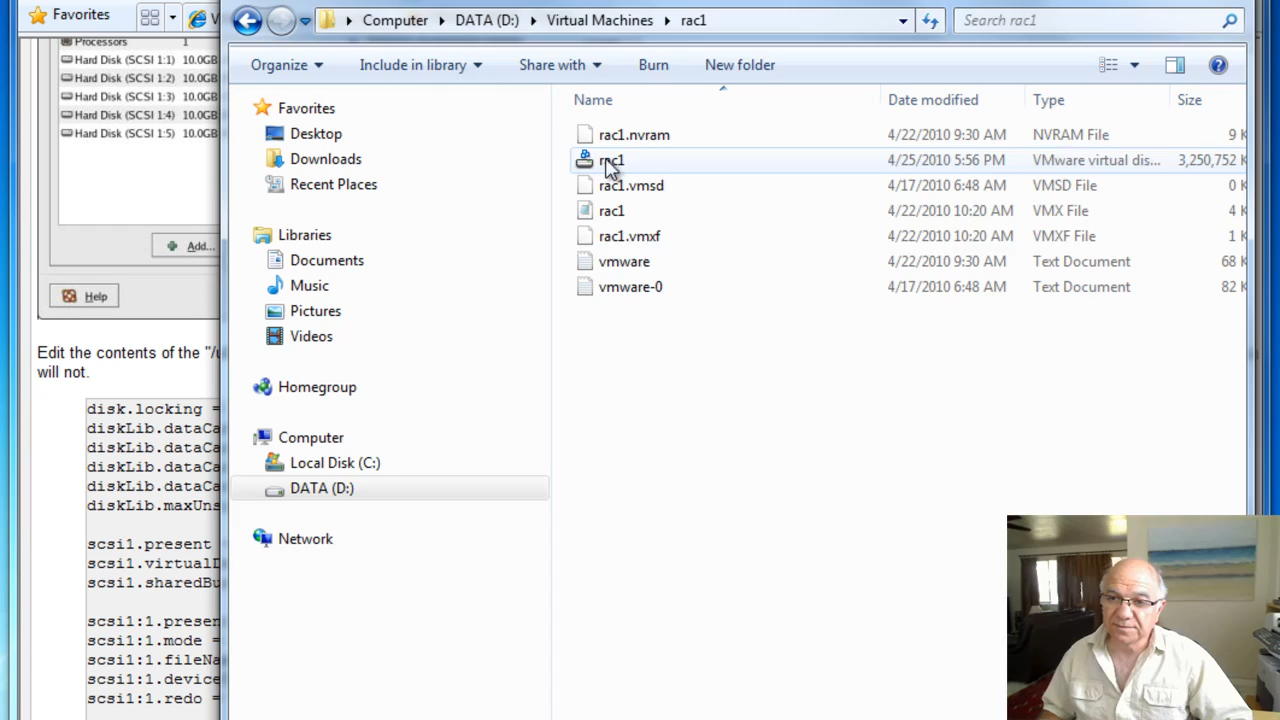 Favorites
Computer
DATA (D:)
Virtual Machines
rac1
Search rac1
Organize
Include in library
Share with
Burn
New folder
Processors 1
Hard Disk (SCSI 1:1) 10.0GB
Hard Disk (SCSI 1:2) 10.0GB
Hard Disk (SCSI 1:3) 10.0GB
Hard Disk (SCSI 1:4) 10.0GB
Hard Disk (SCSI 1:5) 10.0GB
Add...
Help
Edit the contents of the "/u
will not.
disk.locking =
diskLib.dataCa
diskLib.dataCa
diskLib.dataCa
diskLib.dataCa
diskLib.maxUns
scsi1.present
scsi1.virtualD
scsi1.sharedBu
scsi1:1.presen
scsi1:1.mode =
scsi1:1.fileNa
scsi1:1.device
scsi1:1.redo =
Favorites
Desktop
Downloads
Recent Places
Libraries
Documents
Music
Pictures
Videos
Homegroup
Computer
Local Disk (C:)
DATA (D:)
Network
Name Date modified Type Size
rac1.nvram 4/22/2010 9:30 AM NVRAM File 9 K
rac1 4/25/2010 5:56 PM VMware virtual dis... 3,250,752 K
rac1.vmsd 4/17/2010 6:48 AM VMSD File 0 K
rac1 4/22/2010 10:20 AM VMX File 4 K
rac1.vmxf 4/22/2010 10:20 AM VMXF File 1 K
vmware 4/22/2010 9:30 AM Text Document 68 K
vmware-0 4/17/2010 6:48 AM Text Document 82 K